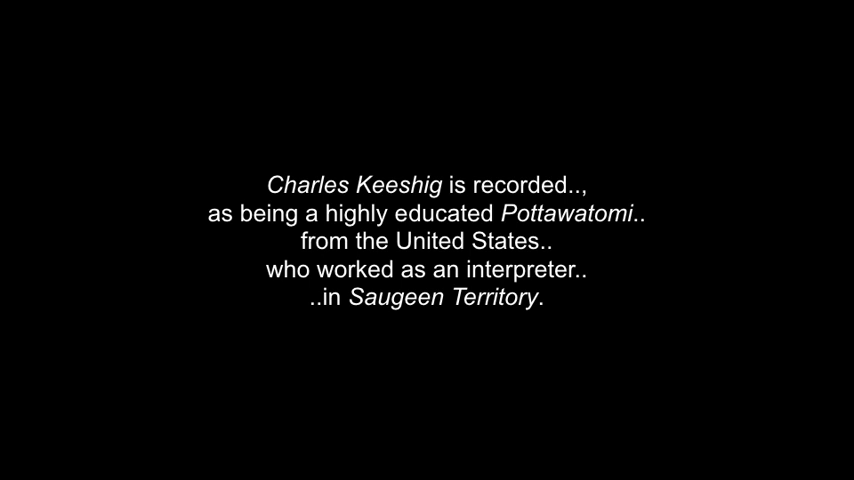 Charles Keeshig is recorded..,
as being a highly educated Pottawatomi..
from the United States..
who worked as an interpreter..
..in Saugeen Territory.